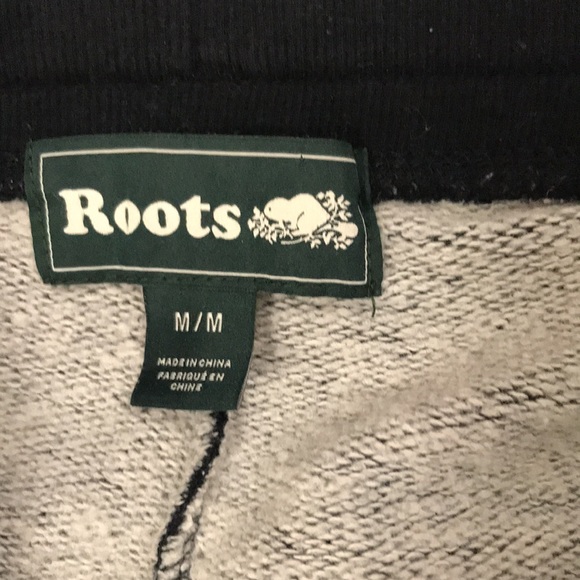 Roots
M/M
MADE IN CHINA
FABRIQUÉ EN
CHINE